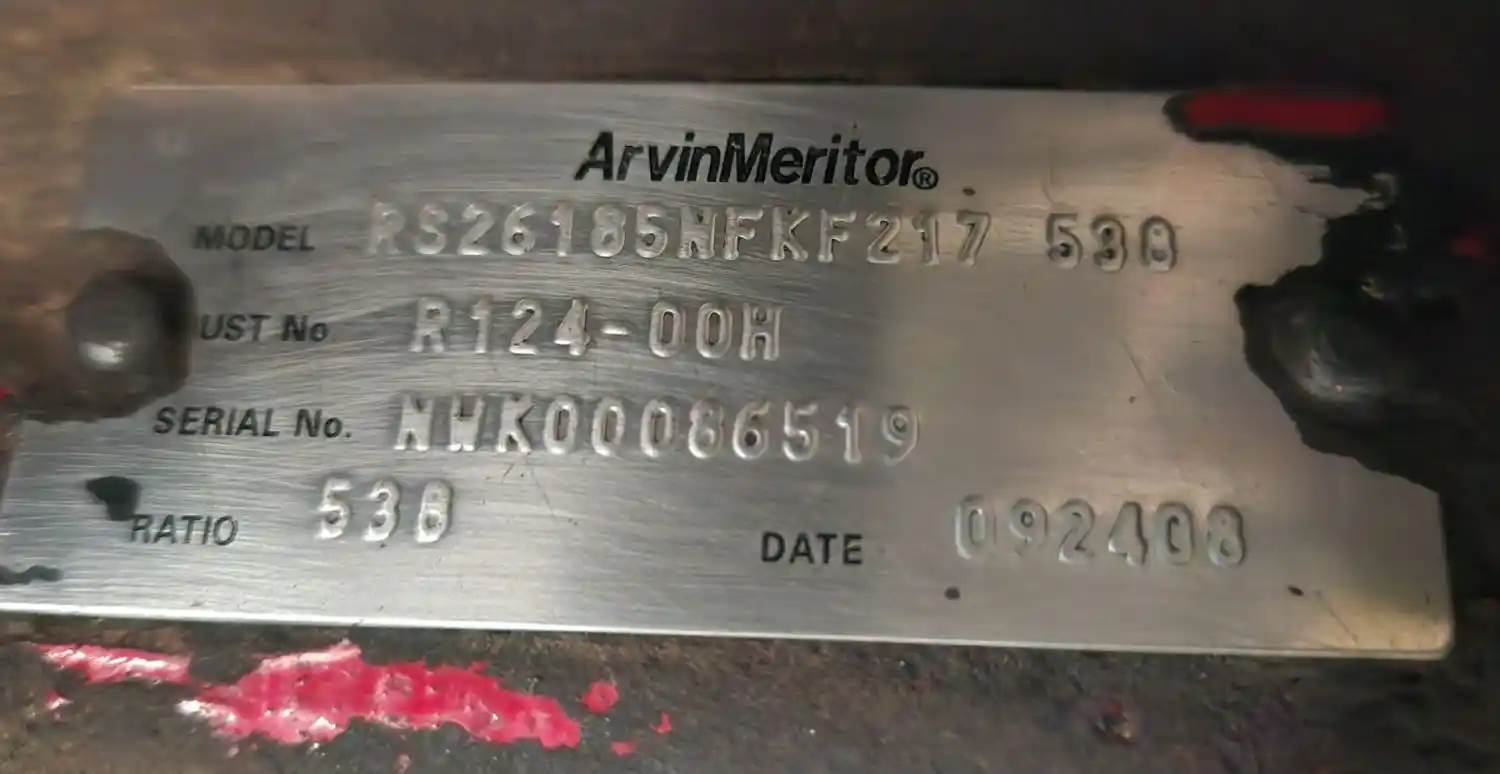 ArvinMeritor®
MODEL RS26185NFKF217 538
UST No R124-00H
SERIAL No. NWK00086519
RATIO 538
DATE 092408